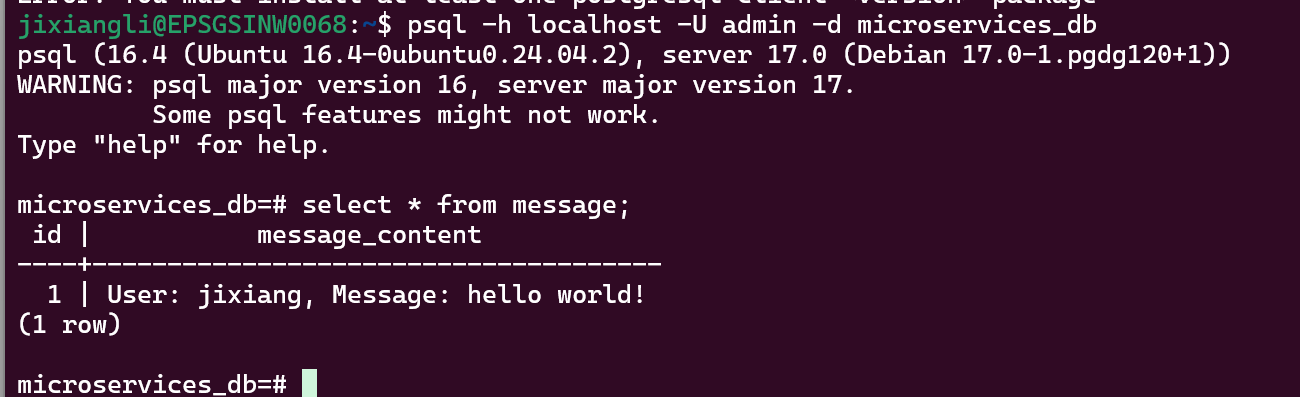 Error: You must install at least one postgresql-client-<version> package
jixiangli@EPSGSINW0068:~$ psql -h localhost -U admin -d microservices_db
psql (16.4 (Ubuntu 16.4-0ubuntu0.24.04.2), server 17.0 (Debian 17.0-1.pgdg120+1))
WARNING: psql major version 16, server major version 17.
         Some psql features might not work.
Type "help" for help.

microservices_db=# select * from message;
 id |           message_content
----+--------------------------------------
  1 | User: jixiang, Message: hello world!
(1 row)

microservices_db=#